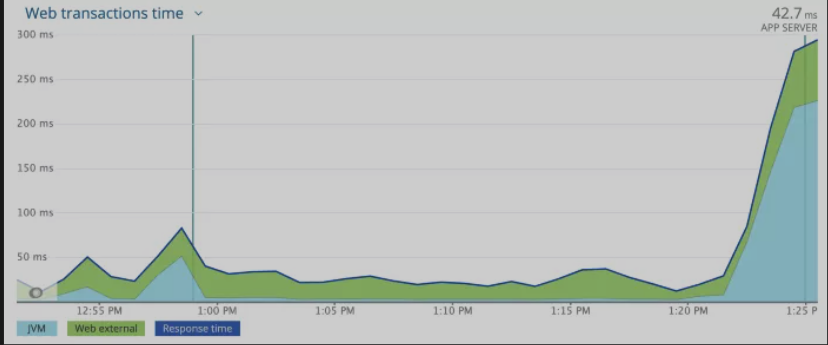 Web transactions time
42.7 ms
APP SERVER
300 ms
250 ms
200 ms
150 ms
100 ms
50 ms
12:55 PM 1:00 PM 1:05 PM 1:10 PM 1:15 PM 1:20 PM 1:25 P
JVM Web external Response time